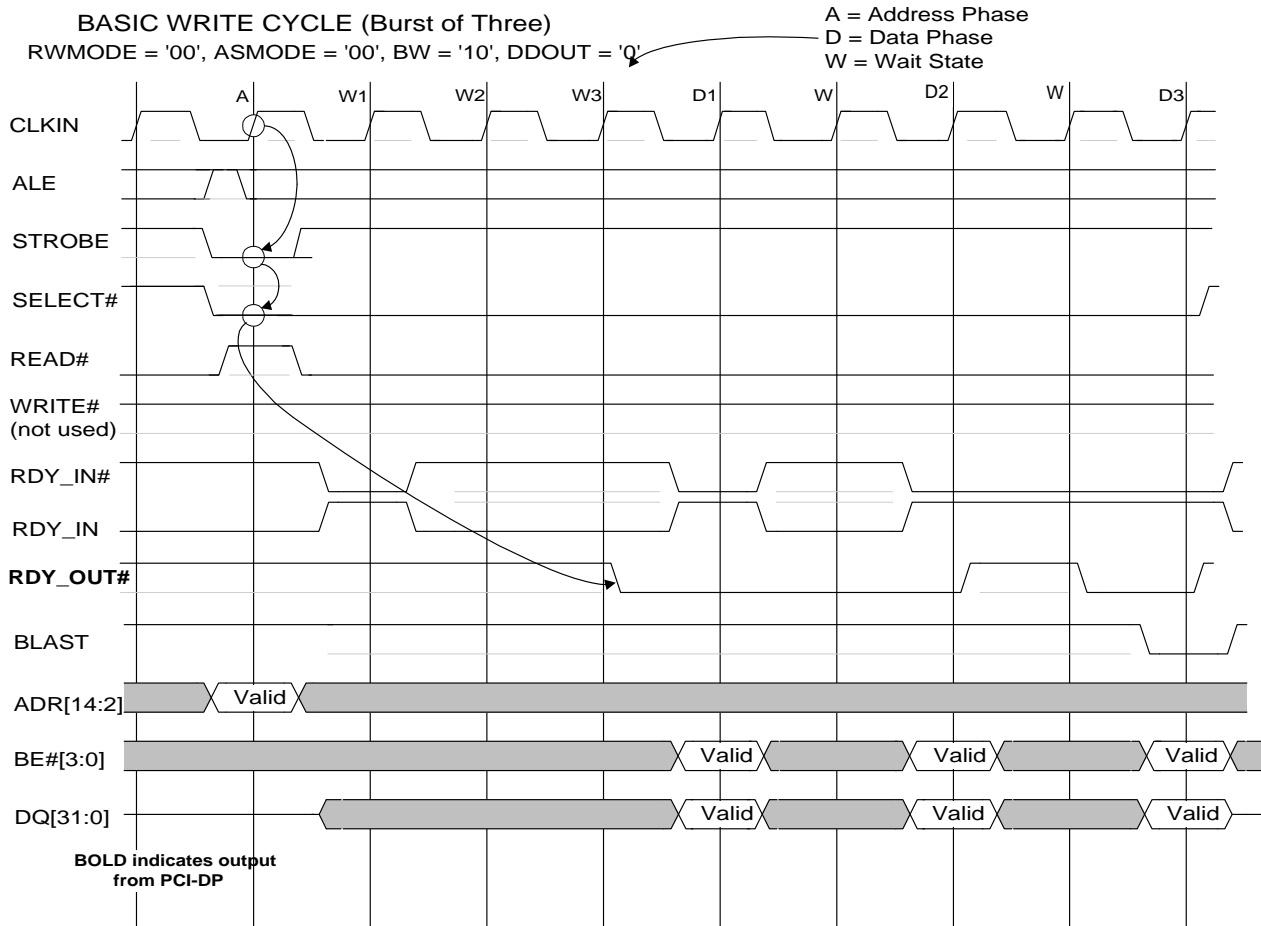 BASIC WRITE CYCLE (Burst of Three)
RWMODE = '00', ASMODE = '00', BW = '10', DDOUT = '0'
A = Address Phase
D = Data Phase
W = Wait State
A W1 W2 W3 D1 W D2 W D3
CLKIN
ALE
STROBE
SELECT#
READ#
WRITE#
(not used)
RDY_IN#
RDY_IN
RDY_OUT#
BLAST
ADR[14:2] Valid
BE#[3:0] Valid Valid Valid
DQ[31:0] Valid Valid Valid
BOLD indicates output
from PCI-DP